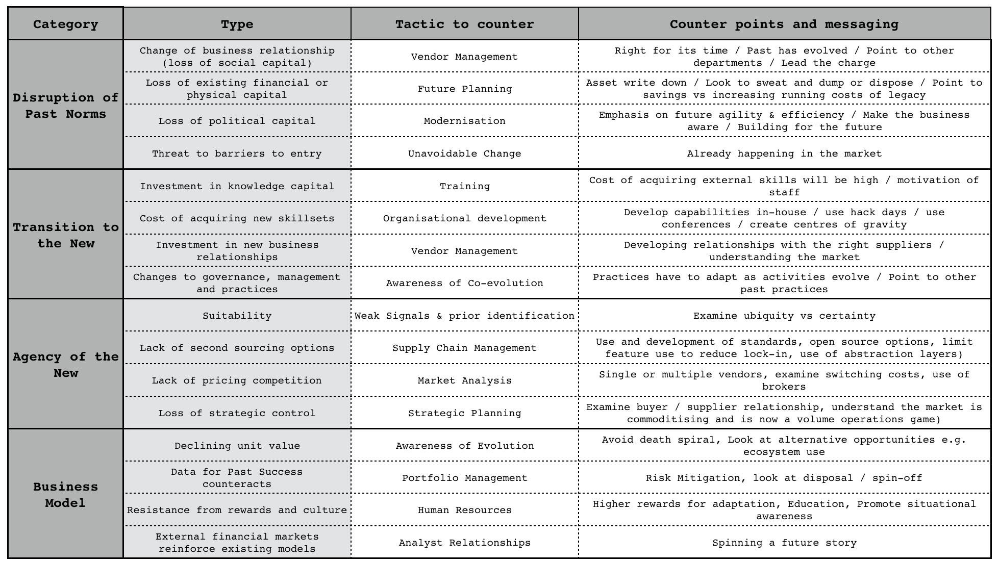 Category
Type
Tactic to counter
Counter points and messaging
Disruption of
Past Norms
Change of business relationship
(loss of social capital)
Vendor Management
Right for its time / Past has evolved / Point to other
departments / Lead the charge
Loss of existing financial or
physical capital
Future Planning
Asset write down / Look to sweat and dump or dispose / Point to
savings vs increasing running costs of legacy
Loss of political capital
Modernisation
Emphasis on future agility & efficiency / Make the business
aware / Building for the future
Threat to barriers to entry
Unavoidable Change
Already happening in the market
Transition to
the New
Investment in knowledge capital
Training
Cost of acquiring external skills will be high / motivation of
staff
Cost of acquiring new skillsets
Organisational development
Develop capabilities in-house / use hack days / use
conferences / create centres of gravity
Investment in new business
relationships
Vendor Management
Developing relationships with the right suppliers /
understanding the market
Changes to governance, management
and practices
Awareness of Co-evolution
Practices have to adapt as activities evolve / Point to other
past practices
Agency of the
New
Suitability
Weak Signals & prior identification
Examine ubiquity vs certainty
Lack of second sourcing options
Supply Chain Management
Use and development of standards, open source options, limit
feature use to reduce lock-in, use of abstraction layers)
Lack of pricing competition
Market Analysis
Single or multiple vendors, examine switching costs, use of
brokers
Loss of strategic control
Strategic Planning
Examine buyer / supplier relationship, understand the market is
commoditising and is now a volume operations game)
Business
Model
Declining unit value
Awareness of Evolution
Avoid death spiral, Look at alternative opportunities e.g.
ecosystem use
Data for Past Success
counteracts
Portfolio Management
Risk Mitigation, look at disposal / spin-off
Resistance from rewards and culture
Human Resources
Higher rewards for adaptation, Education, Promote situational
awareness
External financial markets
reinforce existing models
Analyst Relationships
Spinning a future story